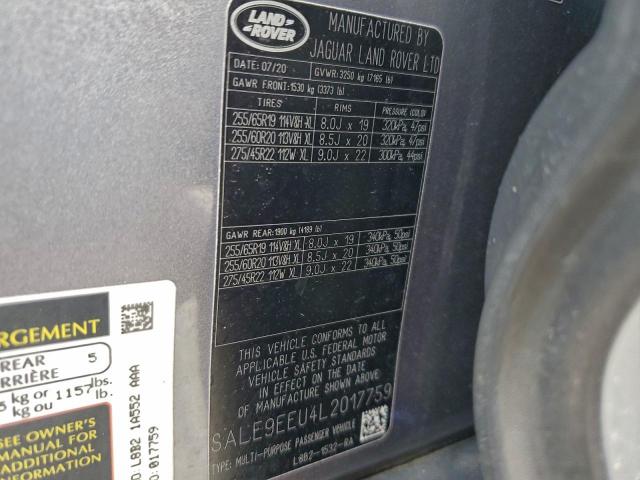 LAND
ROVER
MANUFACTURED BY
JAGUAR LAND ROVER LTD
DATE: 07/20 GVWR: 3250 kg (7165 lb)
GAWR FRONT: 1530 kg (3373 lb)
TIRES RIMS PRESSURE (COLD)
255/65R19 114V&H XL 8.0J x 19 320kPa, 47psi
255/60R20 113V&H XL 8.5J x 20 320kPa, 47psi
275/45R22 112W XL 9.0J x 22 300kPa, 44psi
GAWR REAR: 1900 kg (4189 lb)
255/65R19 114V&H XL 8.0J x 19 340kPa, 50psi
255/60R20 113V&H XL 8.5J x 20 340kPa, 50psi
275/45R22 112W XL 9.0J x 22 340kPa, 50psi
THIS VEHICLE CONFORMS TO ALL
APPLICABLE U.S. FEDERAL MOTOR
VEHICLE SAFETY STANDARDS
IN EFFECT ON THE DATE OF
MANUFACTURE SHOWN ABOVE
SALE9EEU4L2017759
TYPE: MULTI-PURPOSE PASSENGER VEHICLE
L8B2-1532-RA
RGEMENT
REAR 5
RRIÈRE
5 kg or 1157 lbs.
kg ou lb.
SEE OWNER'S
MANUAL FOR
ADDITIONAL
INFORMATION
D L8B2 1A552 AAA
O: 017759